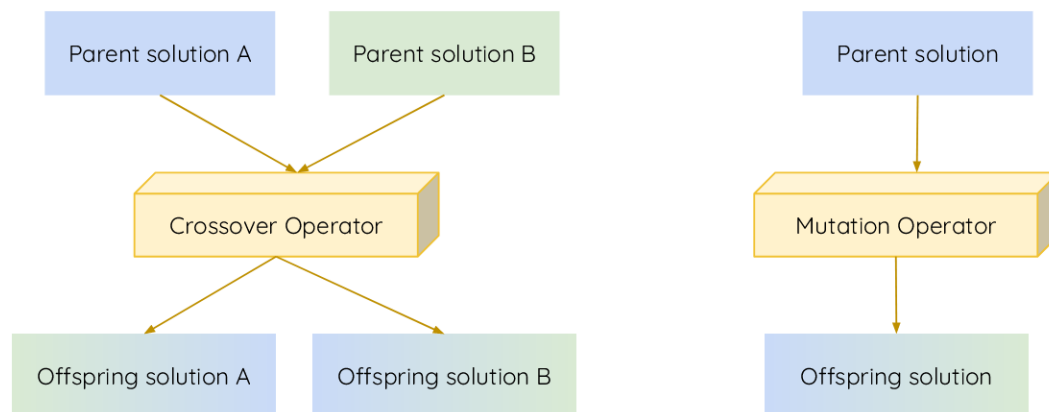 Parent solution A
Parent solution B
Parent solution
Crossover Operator
Mutation Operator
Offspring solution A
Offspring solution B
Offspring solution